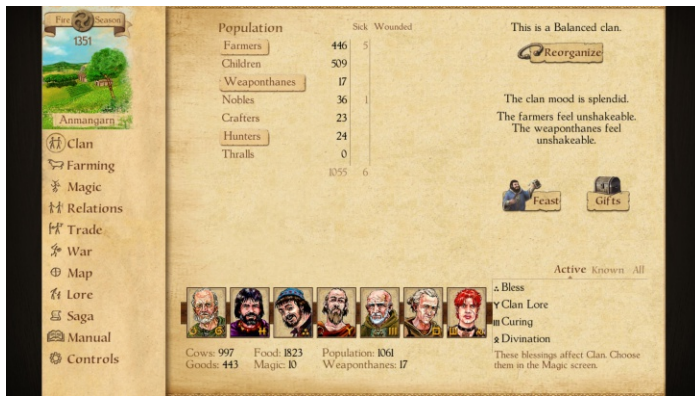 Fire Season
1351
Anmangarn
Clan
Farming
Magic
Relations
Trade
War
Map
Lore
Saga
Manual
Controls
Population Sick Wounded
Farmers 446 5
Children 509
Weaponthanes 17
Nobles 36 1
Crafters 23
Hunters 24
Thralls 0
1055 6
This is a Balanced clan.
Reorganize
The clan mood is splendid.
The farmers feel unshakeable.
The weaponthanes feel
unshakeable.
Feast Gifts
Active Known All
Bless
Clan Lore
Curing
Divination
These blessings affect Clan. Choose
them in the Magic screen.
Cows: 997 Food: 1823 Population: 1061
Goods: 443 Magic: 10 Weaponthanes: 17